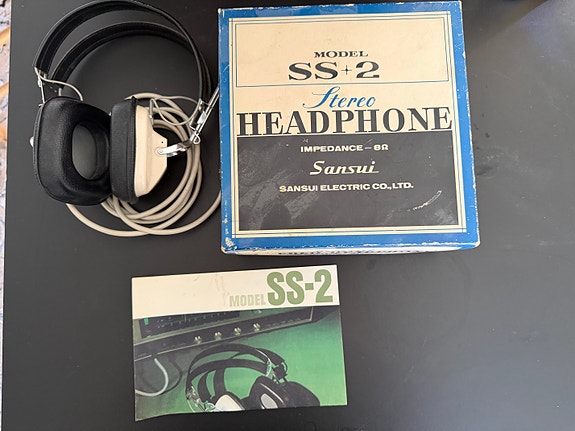 MODEL
SS-2
Stereo
HEADPHONE
IMPEDANCE-8Ω
Sansui
SANSUI ELECTRIC CO., LTD.
MODEL SS-2